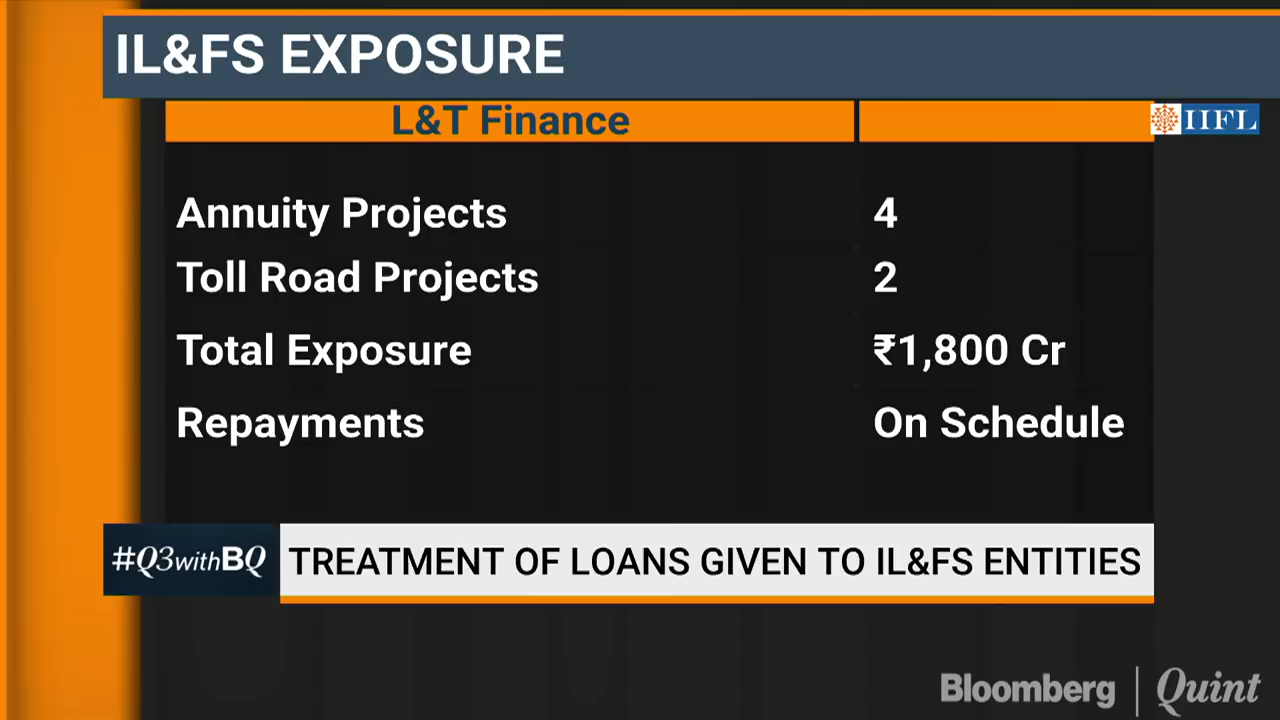 IL&FS EXPOSURE
L&T Finance
IIFL
Annuity Projects 4
Toll Road Projects 2
Total Exposure ₹1,800 Cr
Repayments On Schedule
#Q3withBQ TREATMENT OF LOANS GIVEN TO IL&FS ENTITIES
Bloomberg | Quint